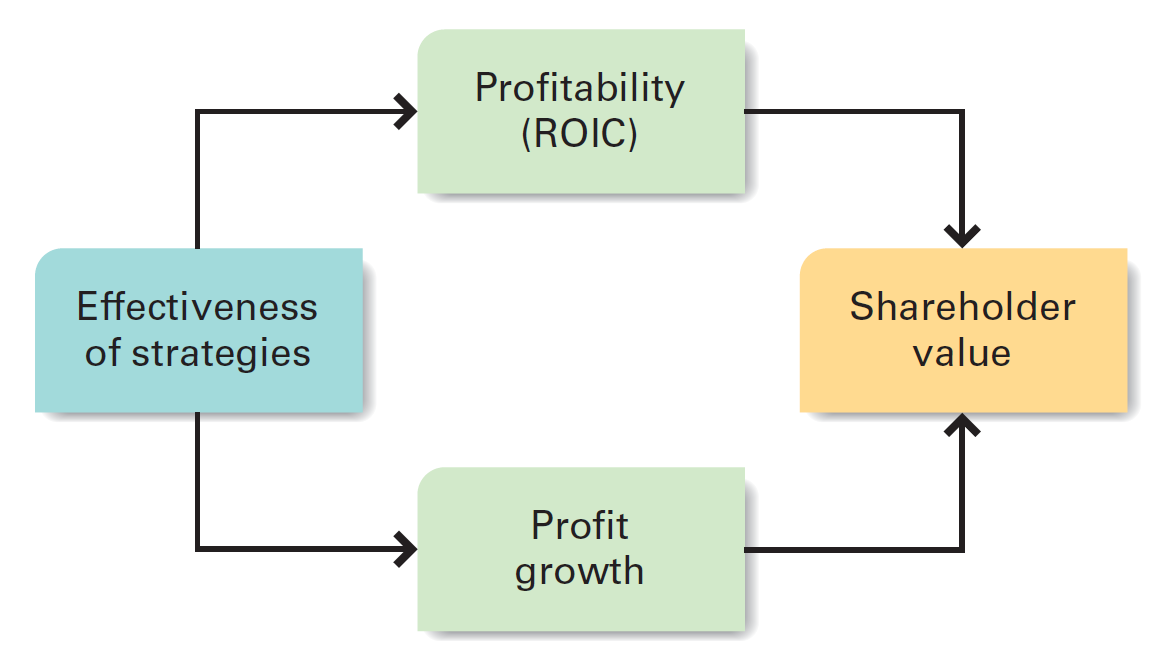 Profitability
(ROIC)
Effectiveness
of strategies
Shareholder
value
Profit
growth